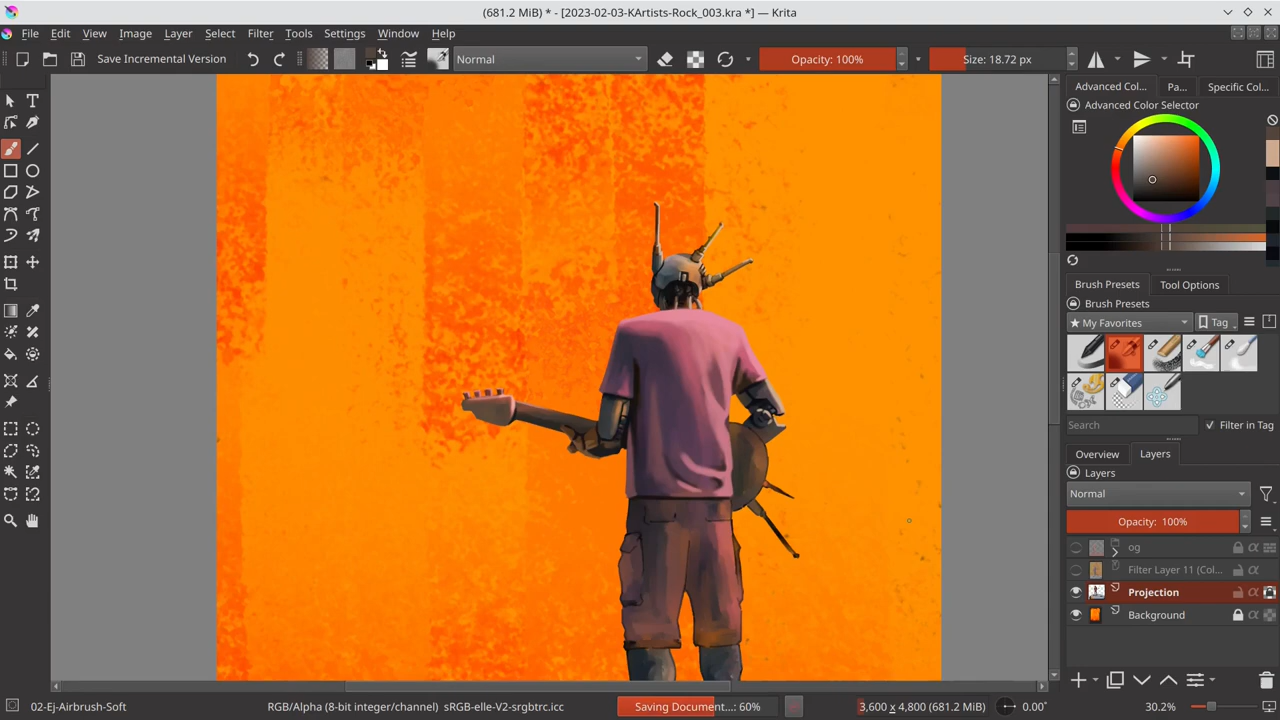 (681.2 MiB) * - [2023-02-03-KArtists-Rock_003.kra *] — Krita
File Edit View Image Layer Select Filter Tools Settings Window Help
Save Incremental Version Normal Opacity: 100% Size: 18.72 px
Advanced Col... Pa... Specific Col...
Advanced Color Selector
Brush Presets Tool Options
Brush Presets
★ My Favorites Tag
Search Filter in Tag
Overview Layers
Layers
Normal
Opacity: 100%
og
Filter Layer 11 (Col...
Projection
Background
02-Ej-Airbrush-Soft RGB/Alpha (8-bit integer/channel) sRGB-elle-V2-srgbtrc.icc Saving Document...: 60% 3,600 x 4,800 (681.2 MiB) 0.00° 30.2%